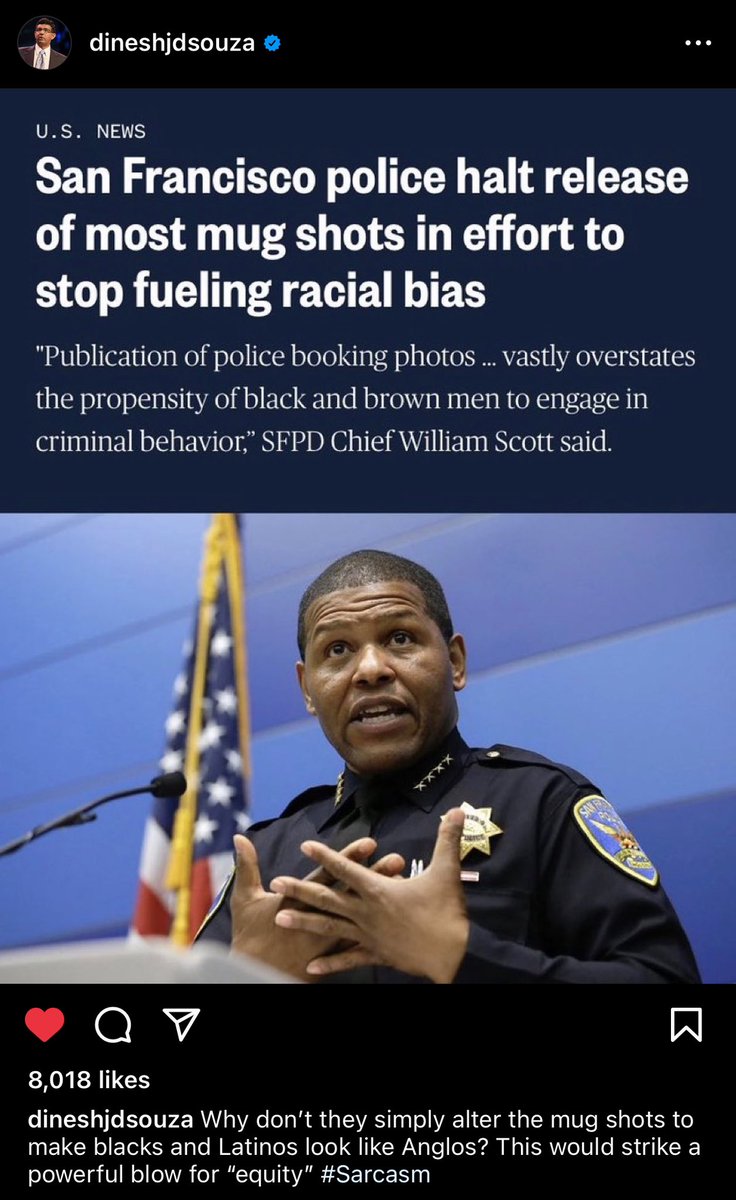 dineshjdsouza
U.S. NEWS
San Francisco police halt release
of most mug shots in effort to
stop fueling racial bias
"Publication of police booking photos ... vastly overstates
the propensity of black and brown men to engage in
criminal behavior,” SFPD Chief William Scott said.
SAN FRANCISCO
8,018 likes
dineshjdsouza Why don’t they simply alter the mug shots to
make blacks and Latinos look like Anglos? This would strike a
powerful blow for “equity” #Sarcasm